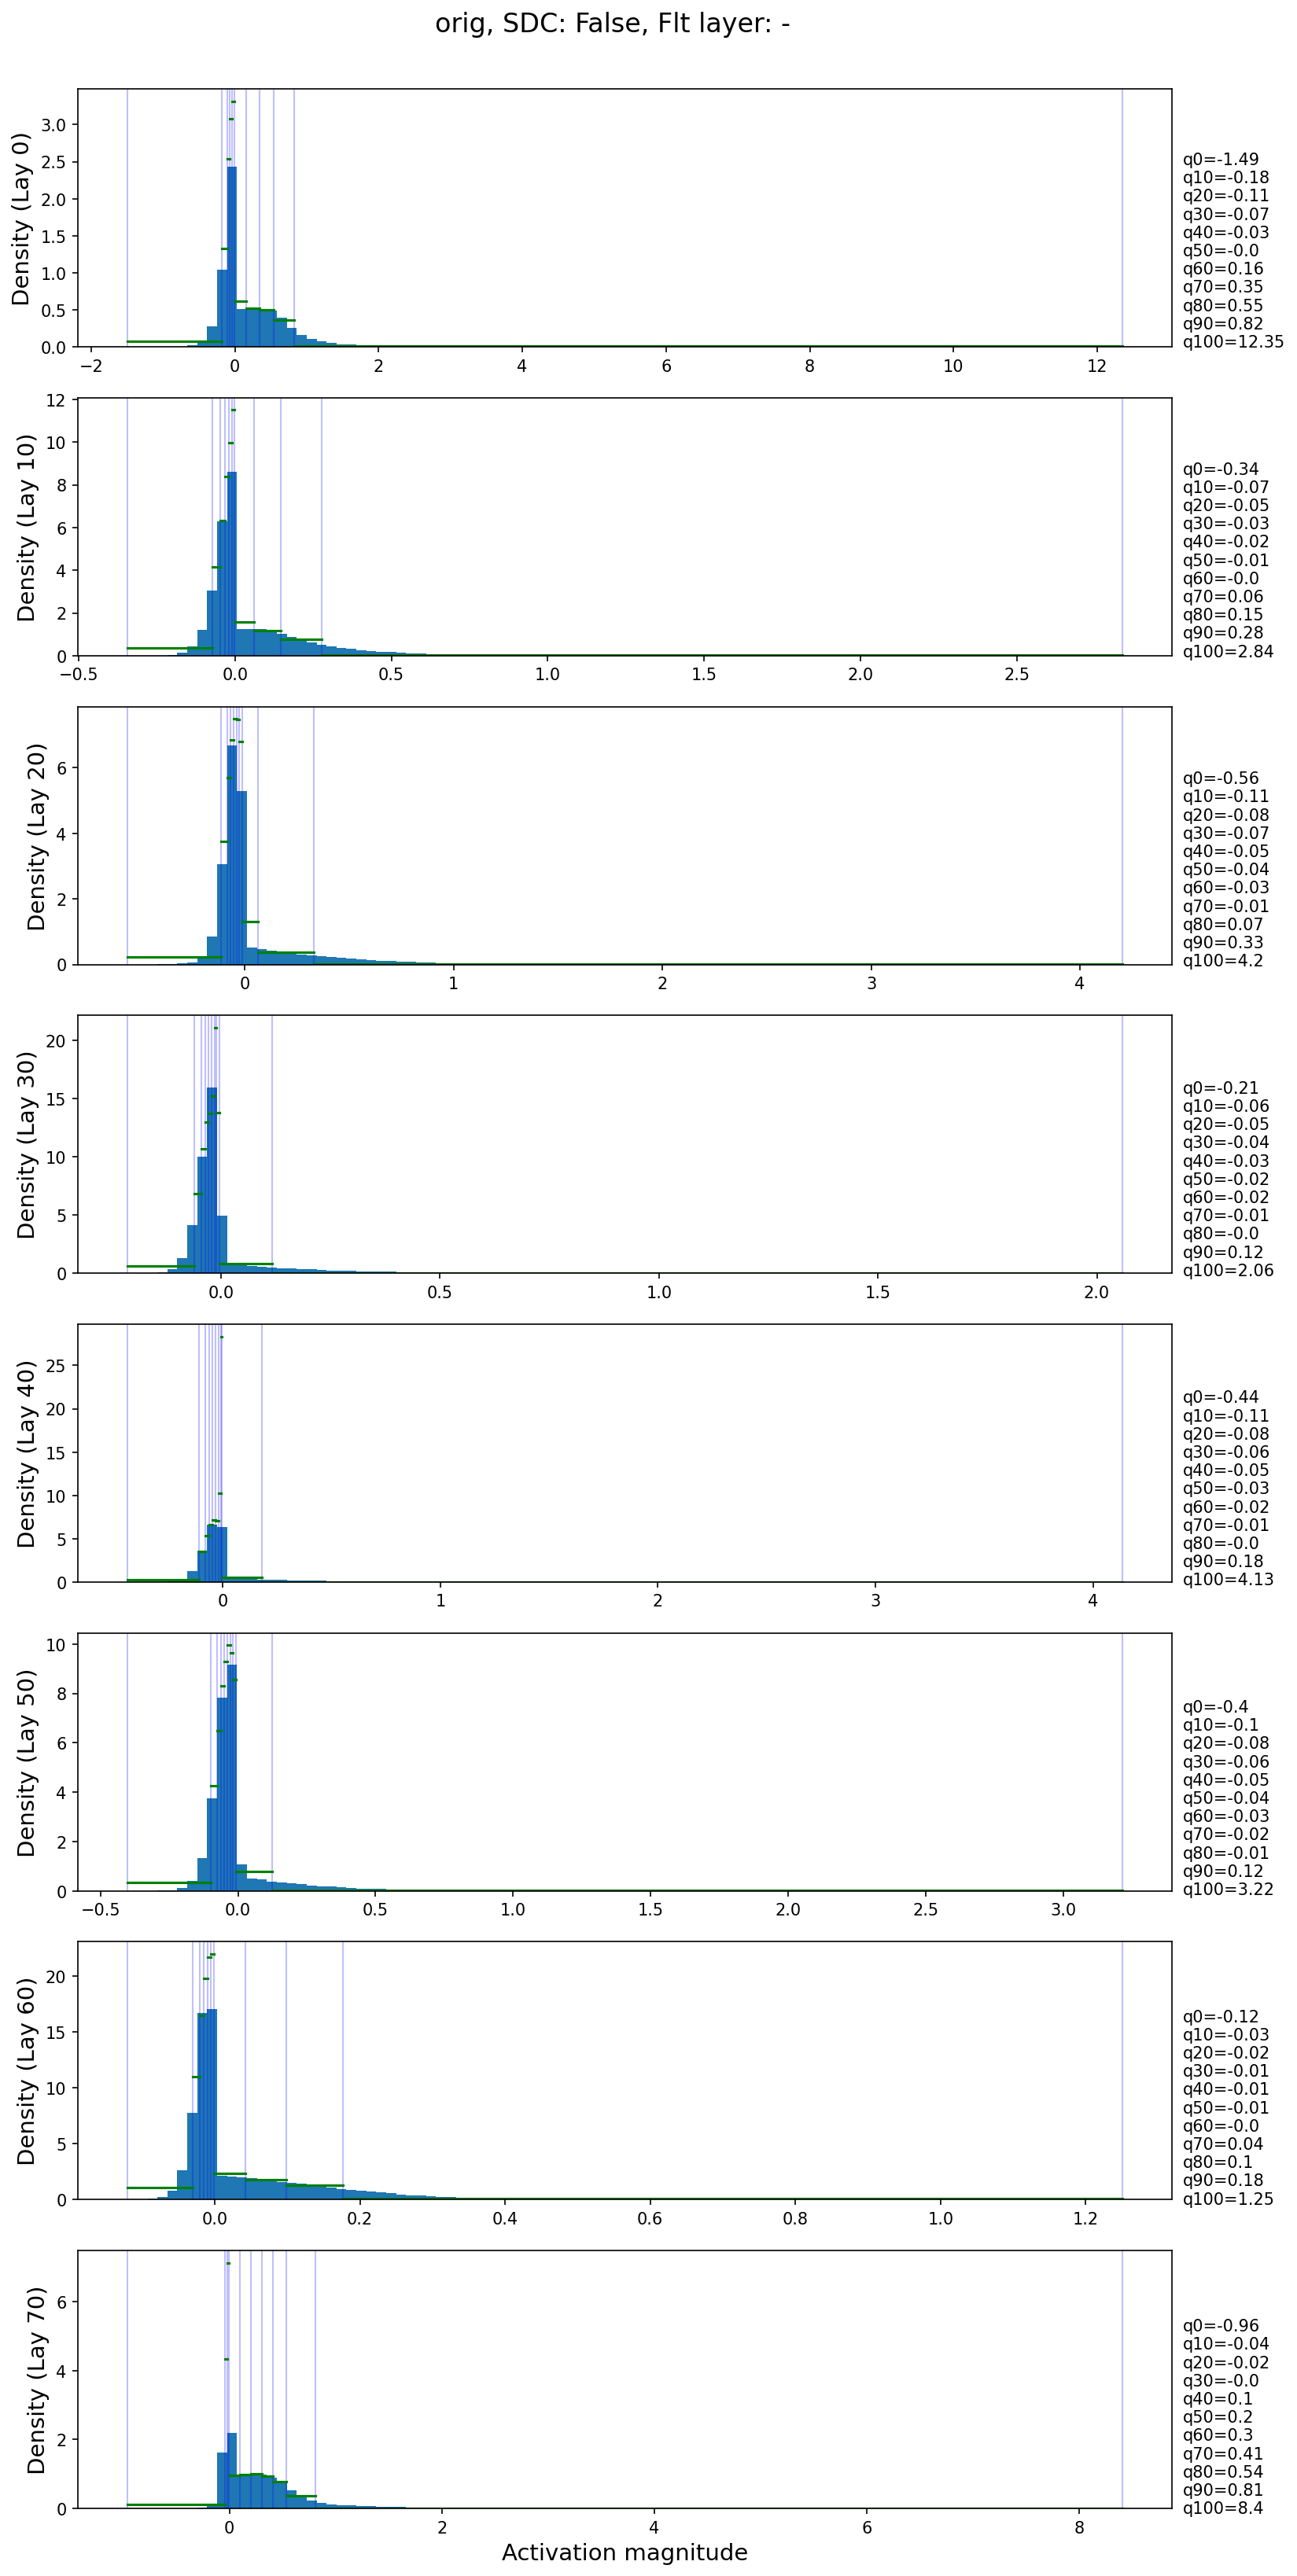 orig, SDC: False, Flt layer: -
Density (Lay 0)
3.0
2.5
2.0
1.5
1.0
0.5
0.0
−2
0
2
4
6
8
10
12
q0=-1.49
q10=-0.18
q20=-0.11
q30=-0.07
q40=-0.03
q50=-0.0
q60=0.16
q70=0.35
q80=0.55
q90=0.82
q100=12.35
Density (Lay 10)
12
10
8
6
4
2
0
−0.5
0.0
0.5
1.0
1.5
2.0
2.5
q0=-0.34
q10=-0.07
q20=-0.05
q30=-0.03
q40=-0.02
q50=-0.01
q60=-0.0
q70=0.06
q80=0.15
q90=0.28
q100=2.84
Density (Lay 20)
6
4
2
0
0
1
2
3
4
q0=-0.56
q10=-0.11
q20=-0.08
q30=-0.07
q40=-0.05
q50=-0.04
q60=-0.03
q70=-0.01
q80=0.07
q90=0.33
q100=4.2
Density (Lay 30)
20
15
10
5
0
0.0
0.5
1.0
1.5
2.0
q0=-0.21
q10=-0.06
q20=-0.05
q30=-0.04
q40=-0.03
q50=-0.02
q60=-0.02
q70=-0.01
q80=-0.0
q90=0.12
q100=2.06
Density (Lay 40)
25
20
15
10
5
0
0
1
2
3
4
q0=-0.44
q10=-0.11
q20=-0.08
q30=-0.06
q40=-0.05
q50=-0.03
q60=-0.02
q70=-0.01
q80=-0.0
q90=0.18
q100=4.13
Density (Lay 50)
10
8
6
4
2
0
−0.5
0.0
0.5
1.0
1.5
2.0
2.5
3.0
q0=-0.4
q10=-0.1
q20=-0.08
q30=-0.06
q40=-0.05
q50=-0.04
q60=-0.03
q70=-0.02
q80=-0.01
q90=0.12
q100=3.22
Density (Lay 60)
20
15
10
5
0
0.0
0.2
0.4
0.6
0.8
1.0
1.2
q0=-0.12
q10=-0.03
q20=-0.02
q30=-0.01
q40=-0.01
q50=-0.01
q60=-0.0
q70=0.04
q80=0.1
q90=0.18
q100=1.25
Density (Lay 70)
6
4
2
0
0
2
4
6
8
q0=-0.96
q10=-0.04
q20=-0.02
q30=-0.0
q40=0.1
q50=0.2
q60=0.3
q70=0.41
q80=0.54
q90=0.81
q100=8.4
Activation magnitude